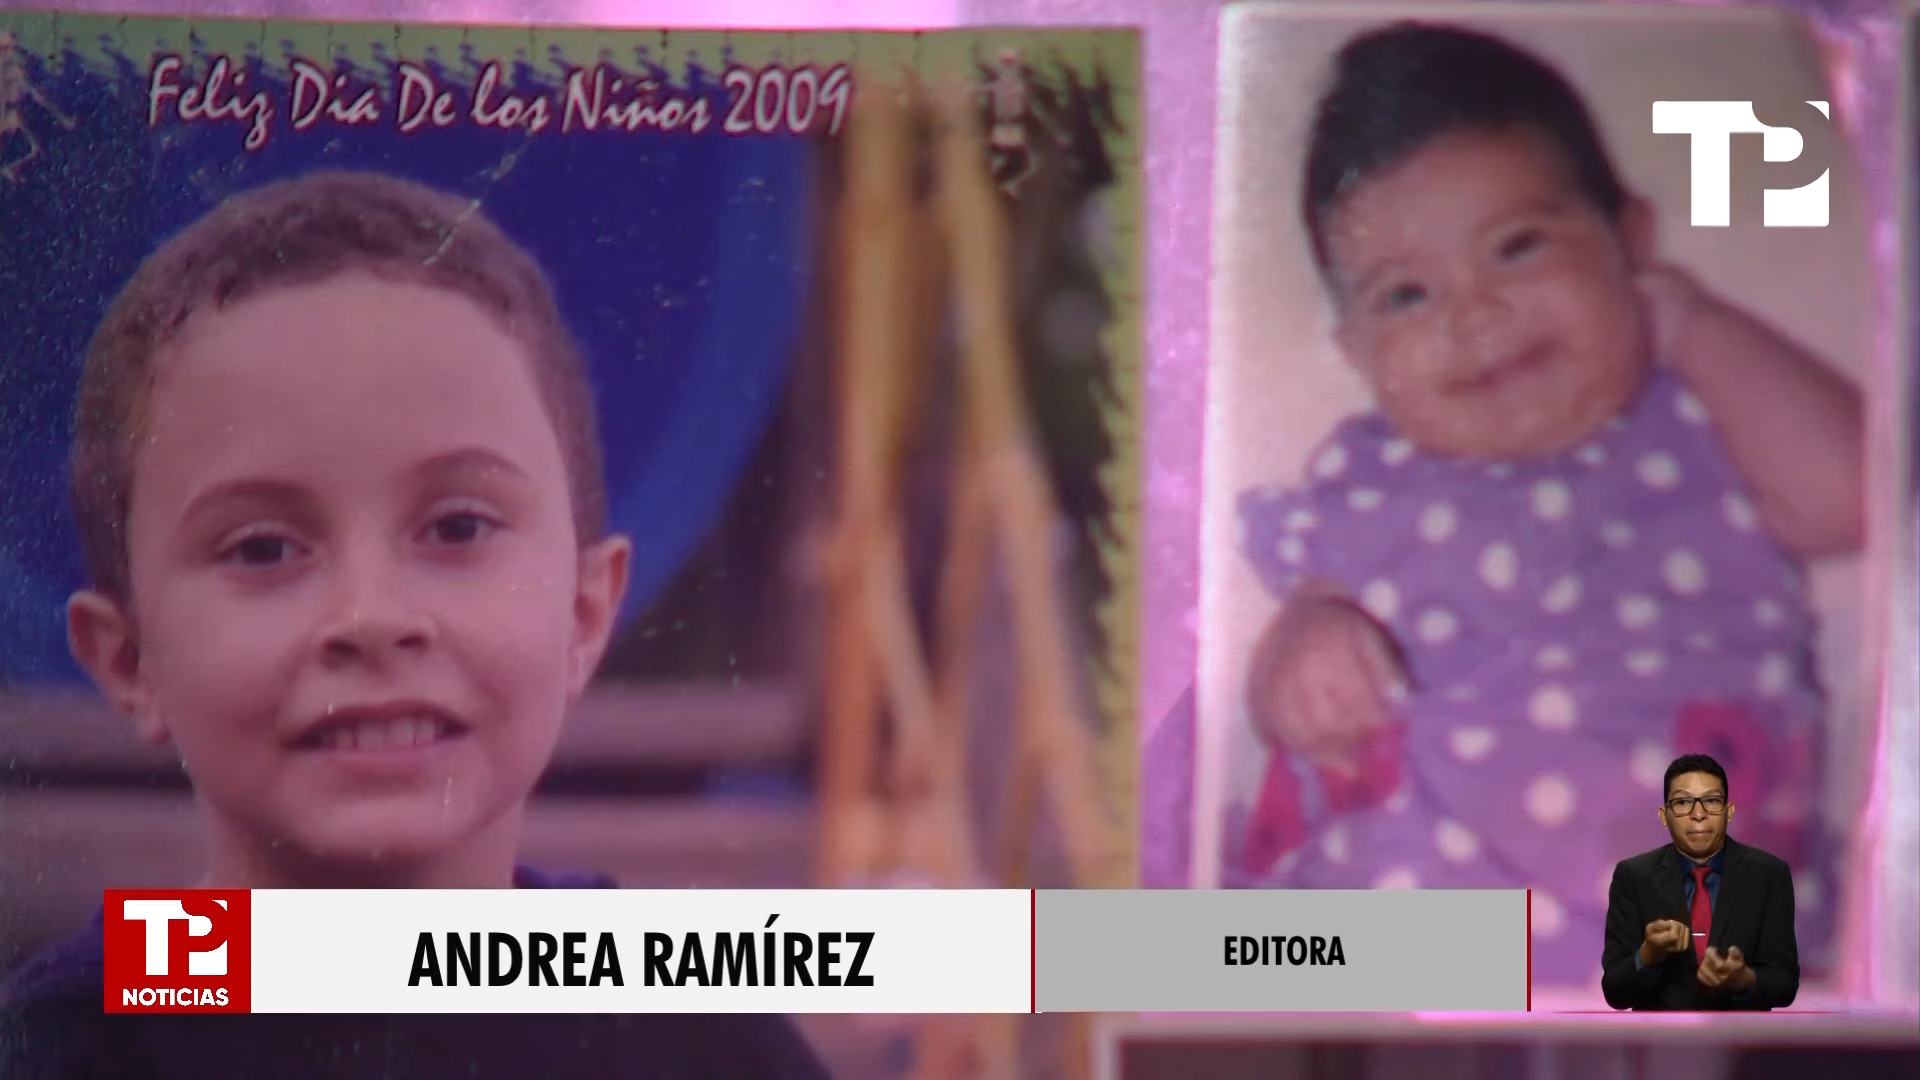 Feliz Dia De los Niños 2009
TP
TP
NOTICIAS
ANDREA RAMÍREZ
EDITORA